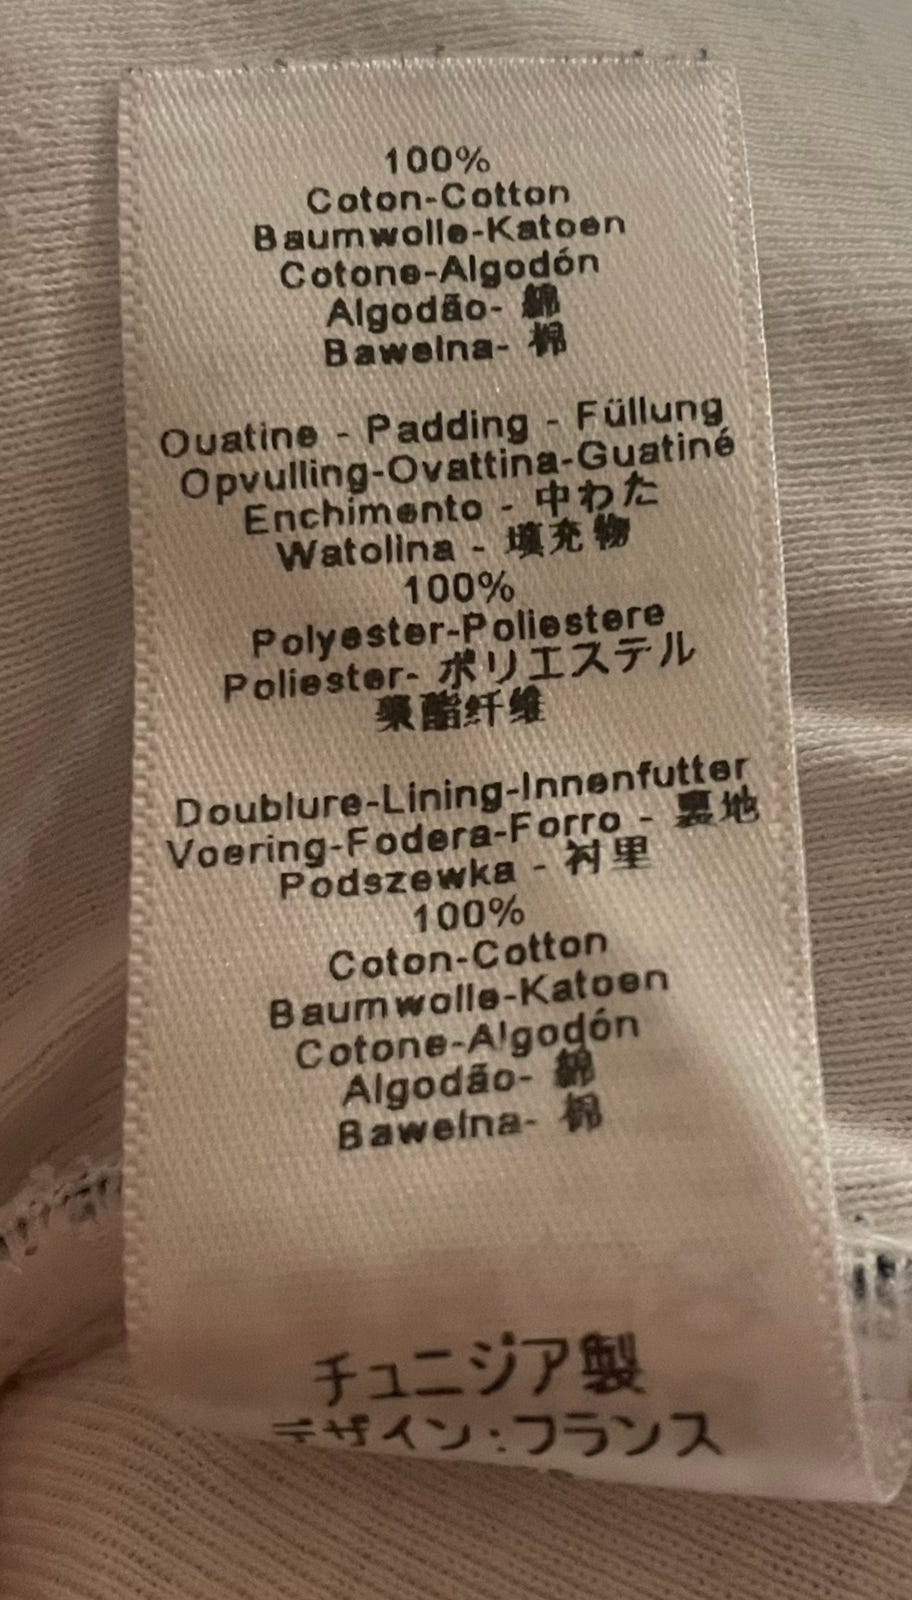 100%
Coton-Cotton
Baumwolle-Katoen
Cotone-Algodón
Algodão- 綿
Bawełna- 棉
Ouatine - Padding - Füllung
Opvulling-Ovattina-Guatiné
Enchimento - 中わた
Watolina - 填充物
100%
Polyester-Poliestere
Poliester- ポリエステル
聚酯纤维
Doublure-Lining-Innenfutter
Voering-Fodera-Forro - 裏地
Podszewka - 衬里
100%
Coton-Cotton
Baumwolle-Katoen
Cotone-Algodón
Algodão- 綿
Bawełna- 棉
チュニジア製
デザイン:フランス